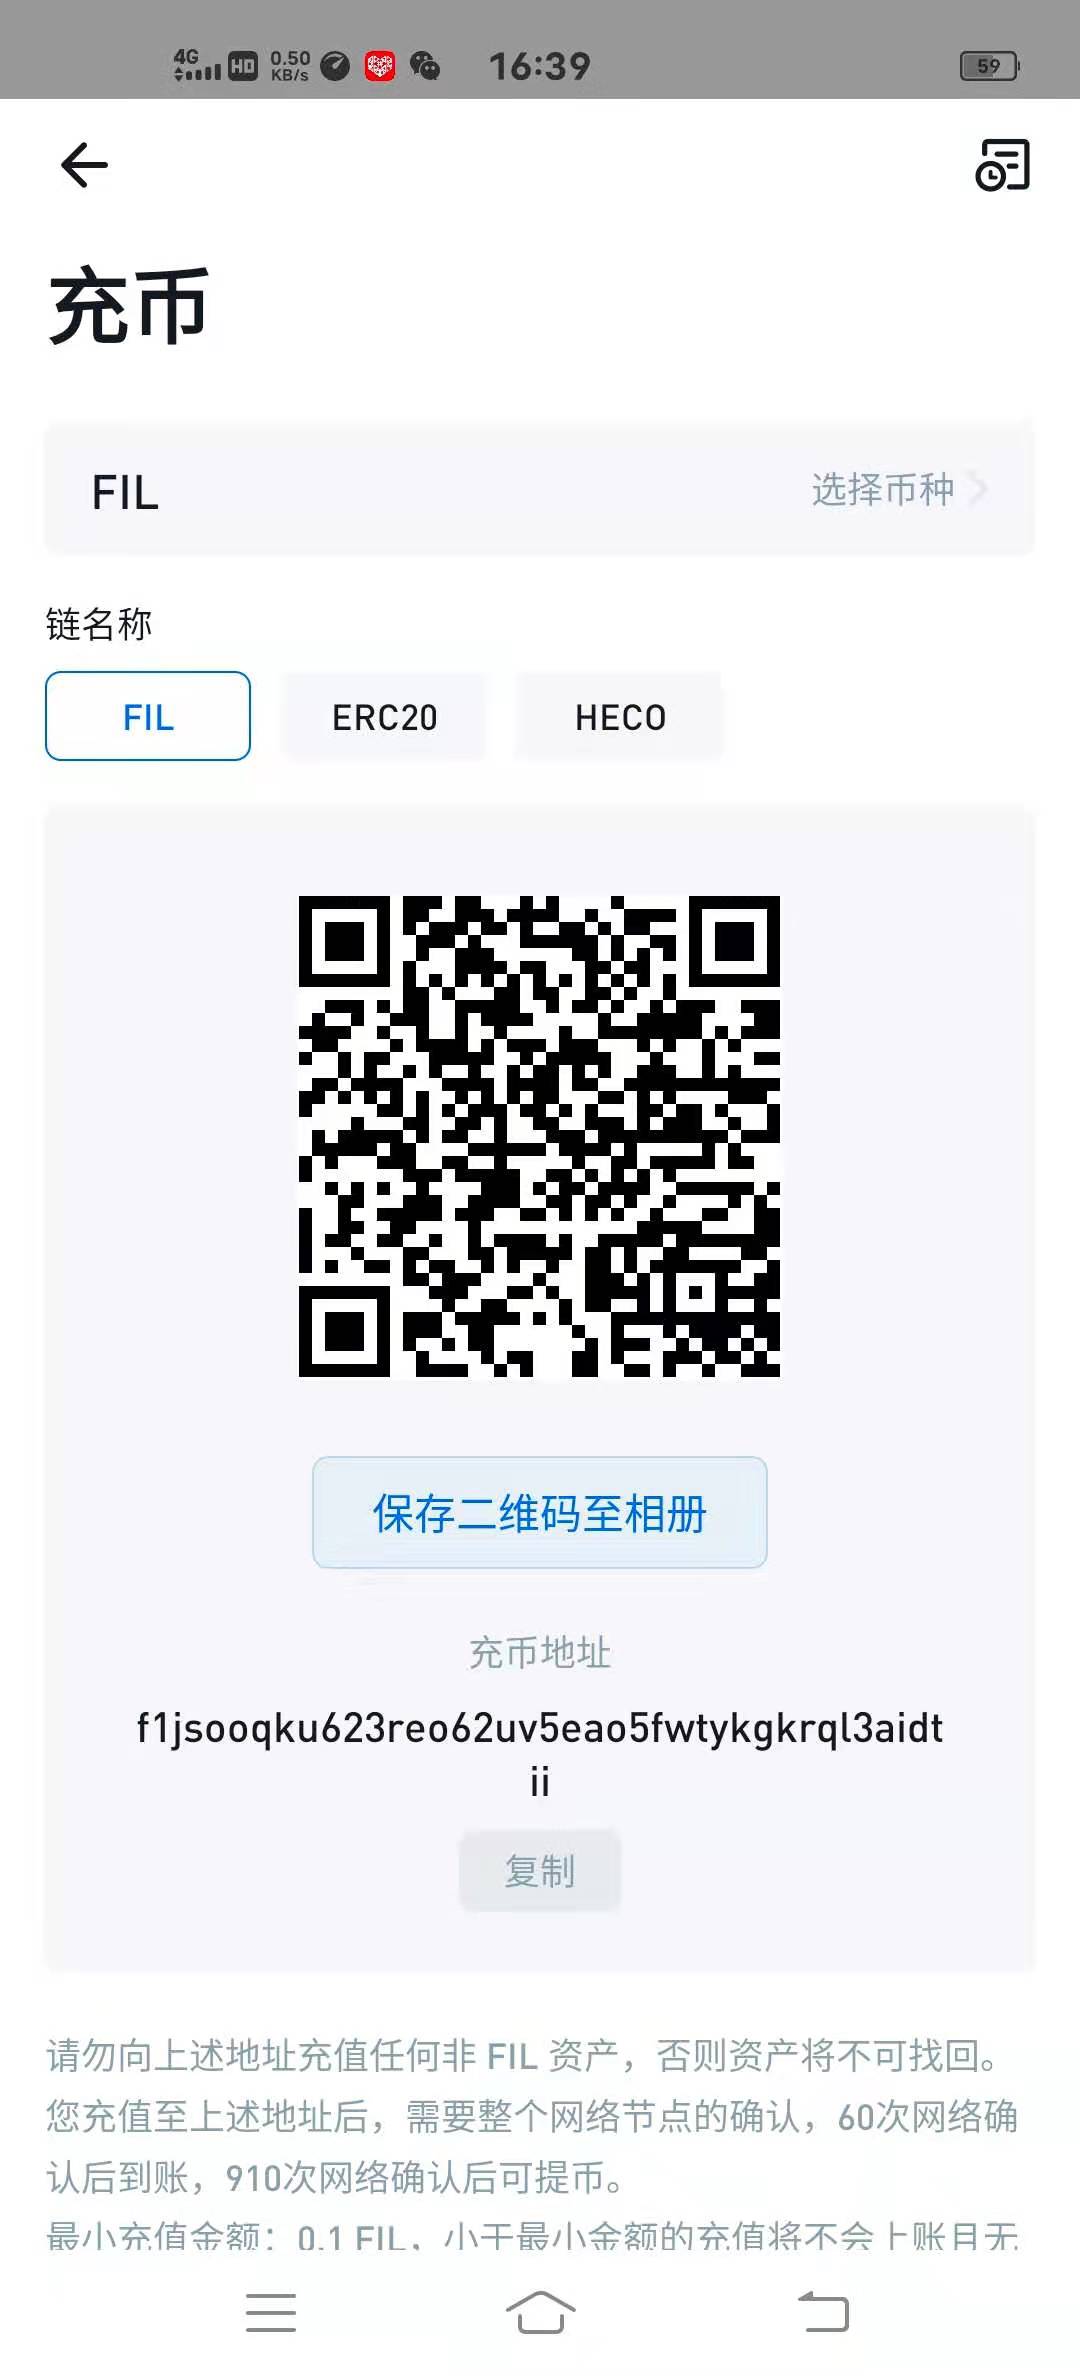 4G HD 0.50 KB/s 16:39 59
充币
FIL 选择币种
链名称
FIL ERC20 HECO
保存二维码至相册
充币地址
f1jsooqku623reo62uv5eao5fwtykgkrql3aidt
ii
复制
请勿向上述地址充值任何非 FIL 资产，否则资产将不可找回。
您充值至上述地址后，需要整个网络节点的确认，60次网络确
认后到账，910次网络确认后可提币。
最小充值金额：0.1 FIL，小于最小金额的充值将不会上账且无